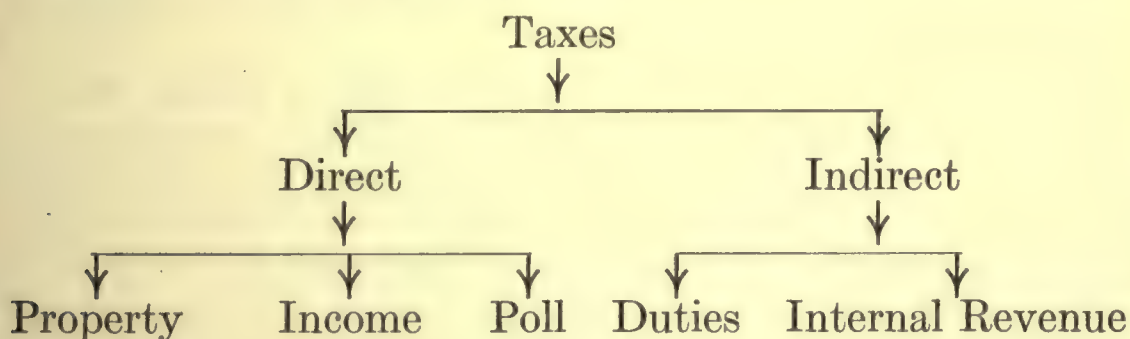 Taxes
Direct Indirect
Property Income Poll Duties Internal Revenue